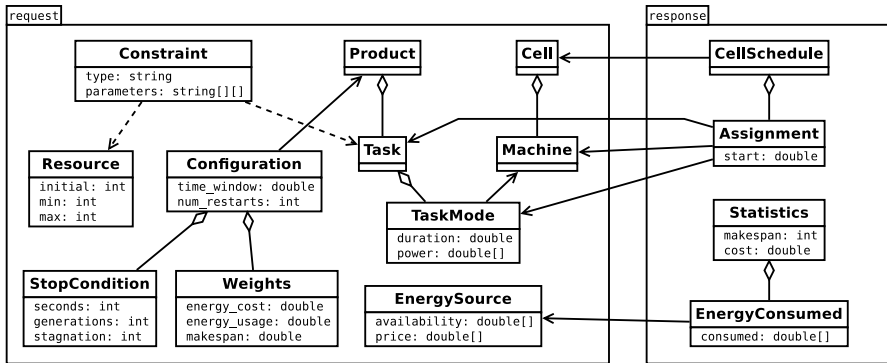 request
response
Constraint
type: string
parameters: string[][]
Product
Cell
CellSchedule
Resource
initial: int
min: int
max: int
Configuration
time_window: double
num_restarts: int
Task
Machine
Assignment
start: double
TaskMode
duration: double
power: double[]
Statistics
makespan: int
cost: double
StopCondition
seconds: int
generations: int
stagnation: int
Weights
energy_cost: double
energy_usage: double
makespan: double
EnergySource
availability: double[]
price: double[]
EnergyConsumed
consumed: double[]